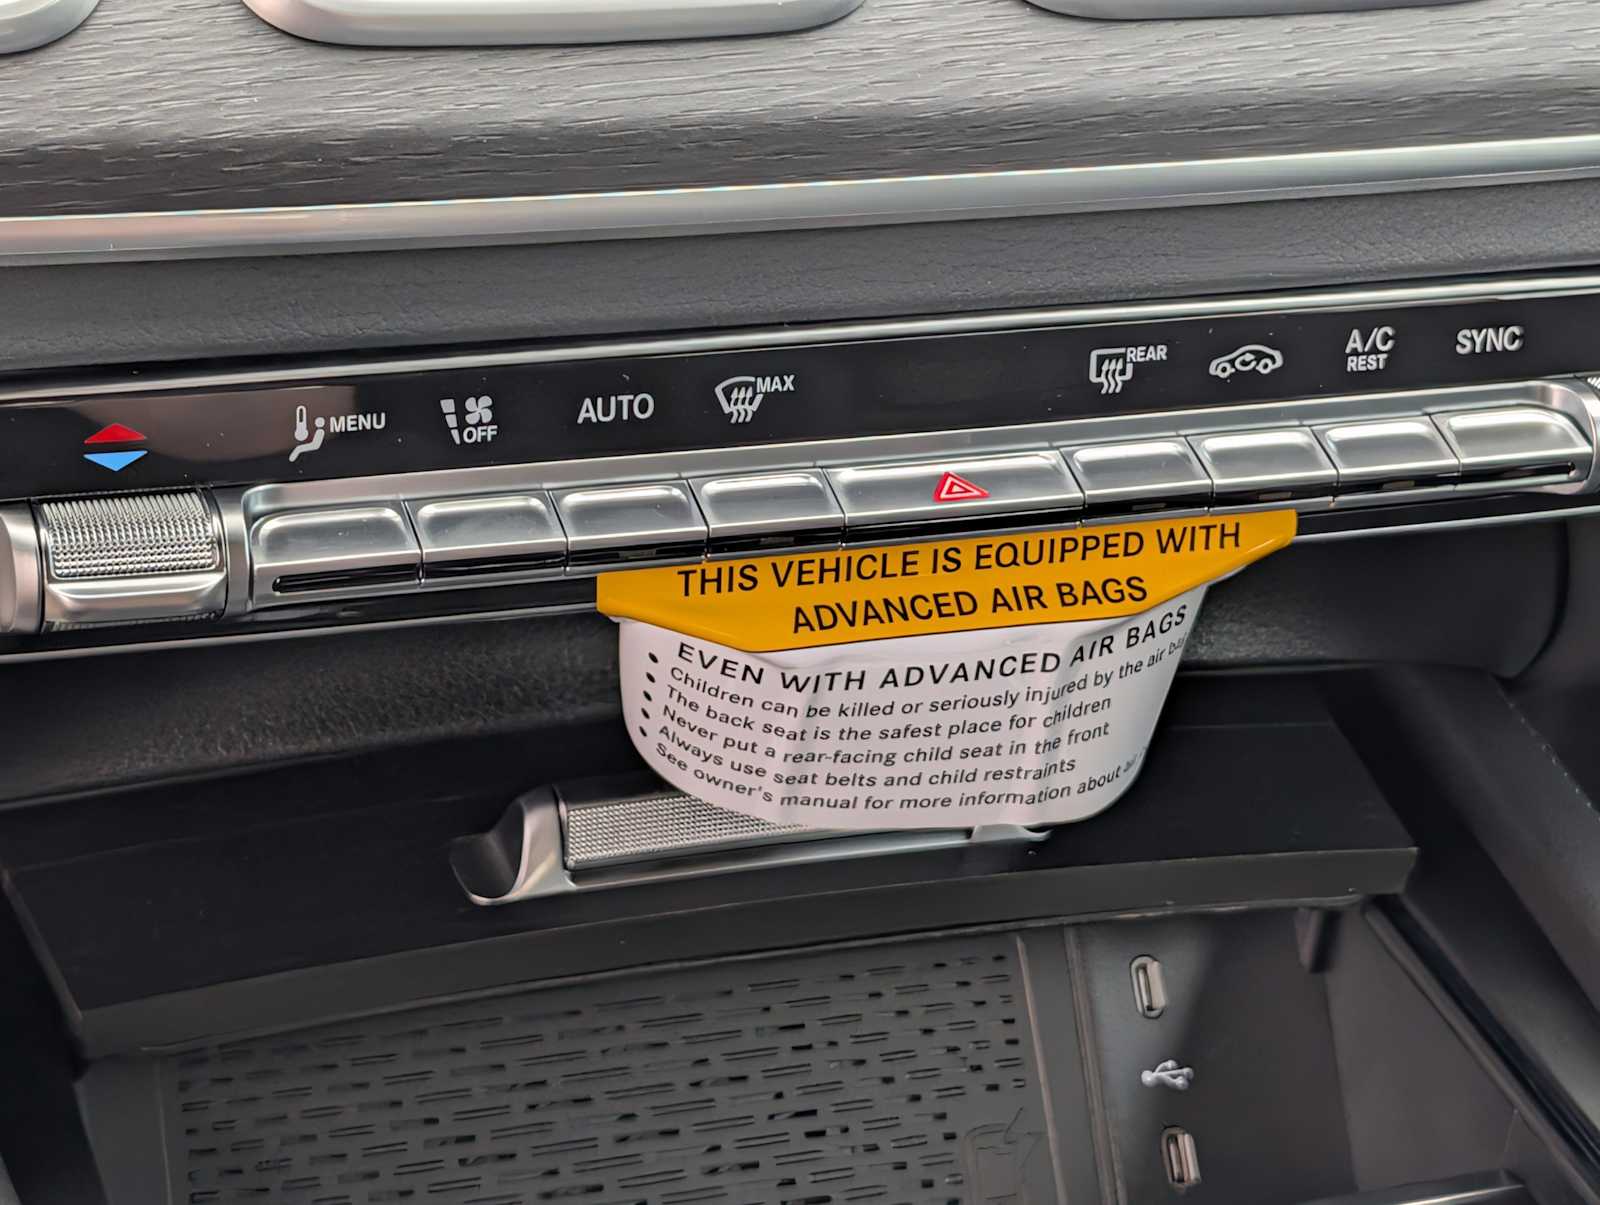 REAR
A/C
REST
SYNC
MENU
OFF
AUTO
MAX
THIS VEHICLE IS EQUIPPED WITH
ADVANCED AIR BAGS
EVEN WITH ADVANCED AIR BAGS
• Children can be killed or seriously injured by the air
• The back seat is the safest place for children
• Never put a rear-facing child seat in the front
• Always use seat belts and child restraints
• See owner's manual for more information about